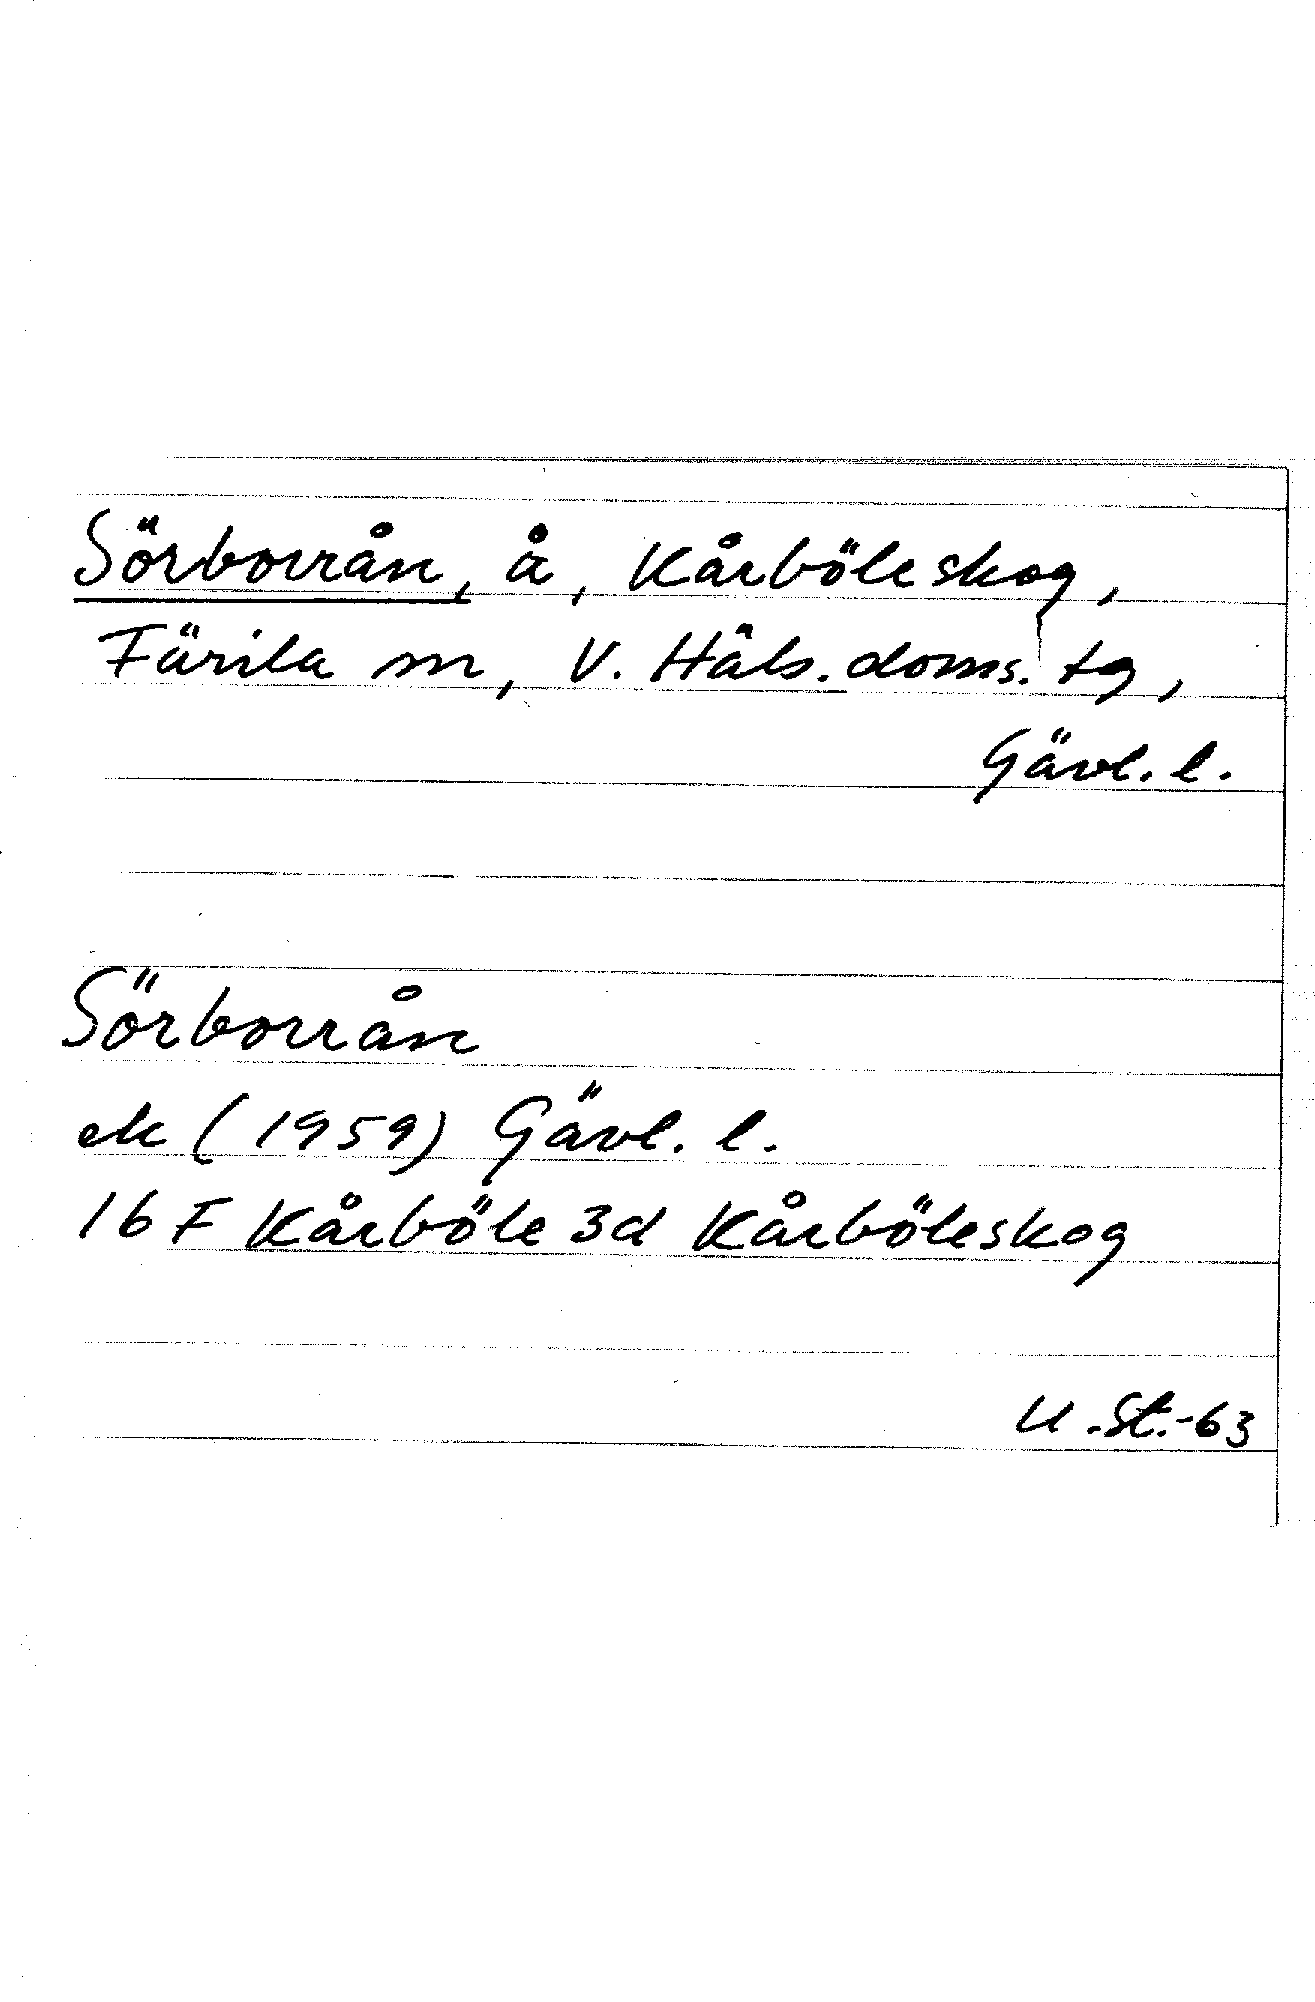 Sörborrån, å, Kårböleskog,
Färila sn, V. Häls. doms. tg,
Gävl. l.
Sörborrån
ek (1959) Gävl. l.
16 F Kårböle 3d Kårböleskog
U. St. -63